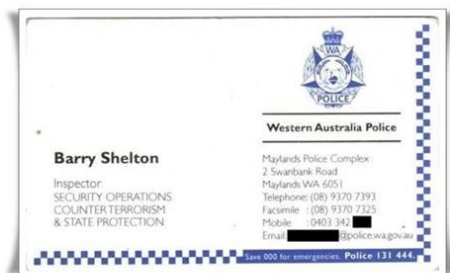 WA
POLICE
Western Australia Police
Barry Shelton
Inspector
SECURITY OPERATIONS
COUNTER TERRORISM
& STATE PROTECTION
Maylands Police Complex
2 Swanbank Road
Maylands WA 6051
Telephone: (08) 9370 7393
Facsimile : (08) 9370 7325
Mobile : 0403 342
Email: @police.wa.gov.au
Save 000 for emergencies. Police 131 444.